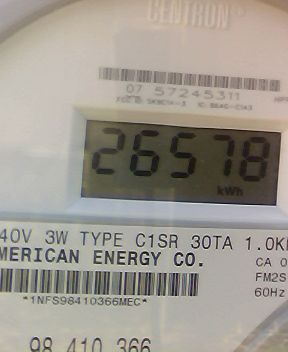 CENTRON
07 57245311
26578
kWh
40V 3W TYPE C1SR 30TA 1.0K
MERICAN ENERGY CO.
CA 0
FM2S
60Hz
*1NFS98410366MEC*
98 410 366